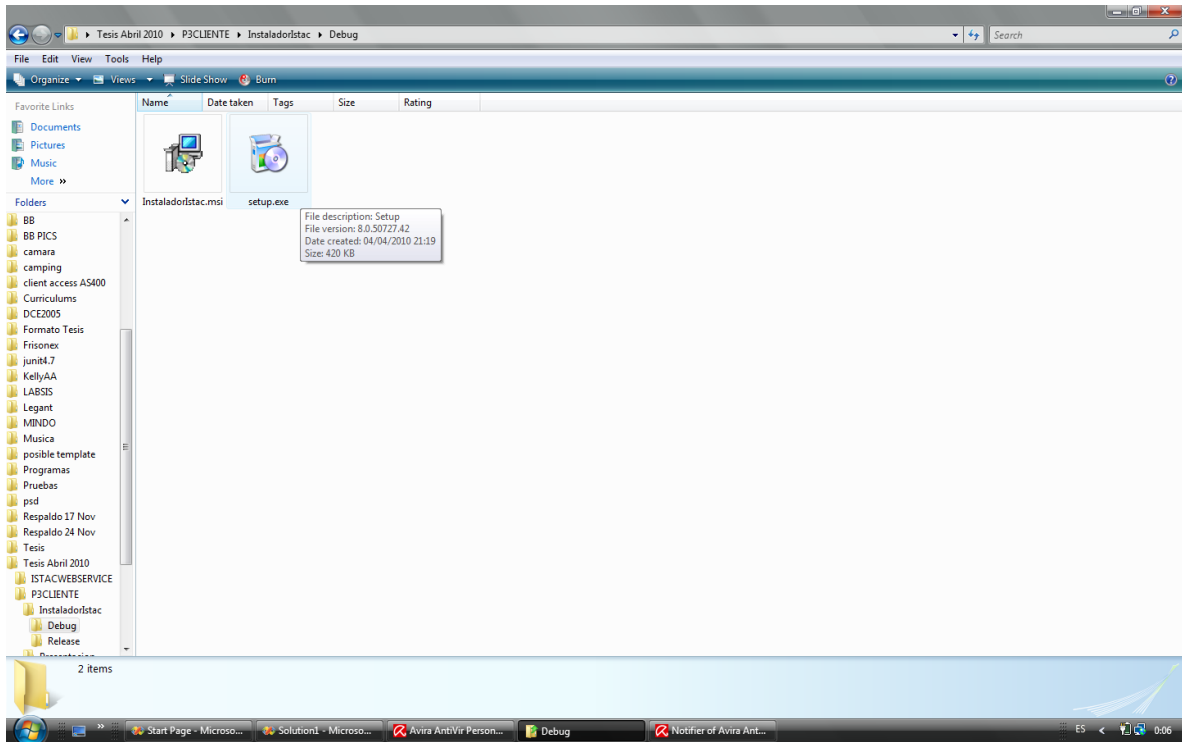 Tesis Abril 2010 P3CLIENTE InstaladorIstac Debug
Search
File Edit View Tools Help
Organize Views Slide Show Burn
Favorite Links
Documents
Pictures
Music
More »
Folders
BB
BB PICS
camara
camping
client access AS400
Curriculums
DCE2005
Formato Tesis
Frisonex
junit4.7
KellyAA
LABSIS
Legant
MINDO
Musica
posible template
Programas
Pruebas
psd
Respaldo 17 Nov
Respaldo 24 Nov
Tesis
Tesis Abril 2010
ISTACWEBSERVICE
P3CLIENTE
InstaladorIstac
Debug
Release
Name Date taken Tags Size Rating
InstaladorIstac.msi
setup.exe
File description: Setup
File version: 8.0.50727.42
Date created: 04/04/2010 21:19
Size: 420 KB
2 items
Start Page - Microso...
Solution1 - Microso...
Avira AntiVir Person...
Debug
Notifier of Avira Ant...
ES
0:06